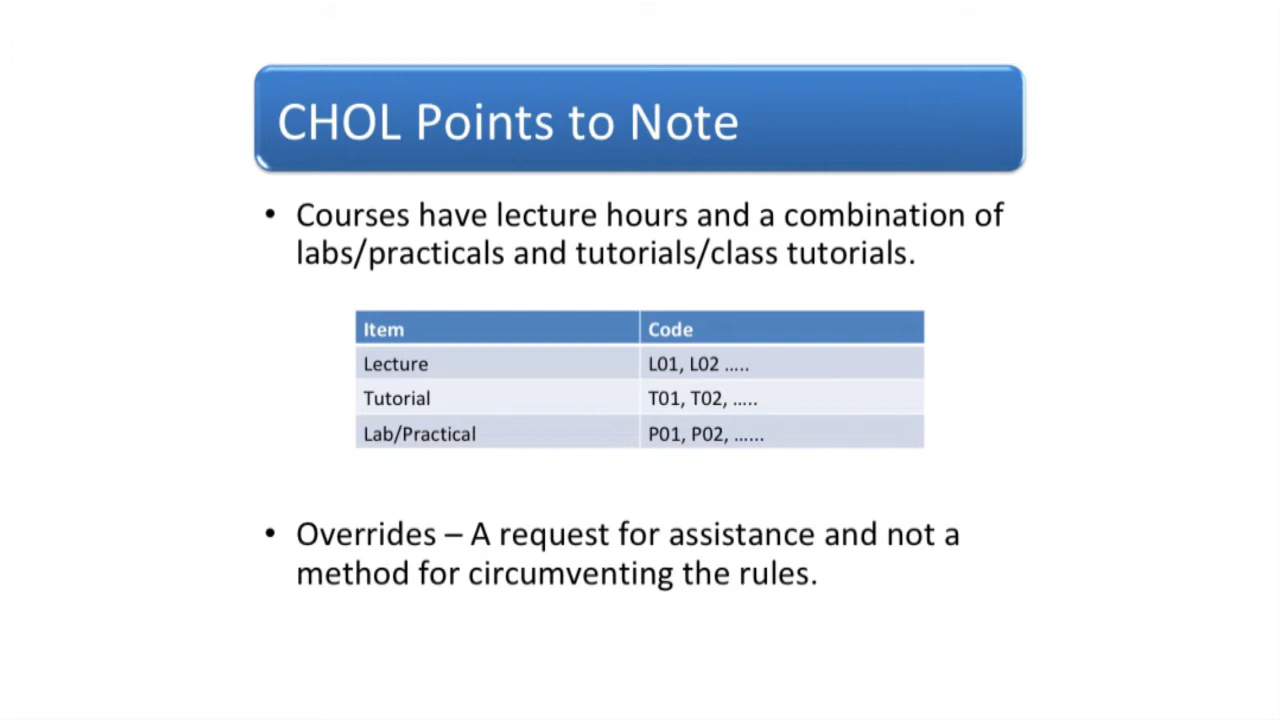 CHOL Points to Note
• Courses have lecture hours and a combination of
labs/practicals and tutorials/class tutorials.
Item Code
Lecture L01, L02 .....
Tutorial T01, T02, .....
Lab/Practical P01, P02, ......
• Overrides – A request for assistance and not a
method for circumventing the rules.